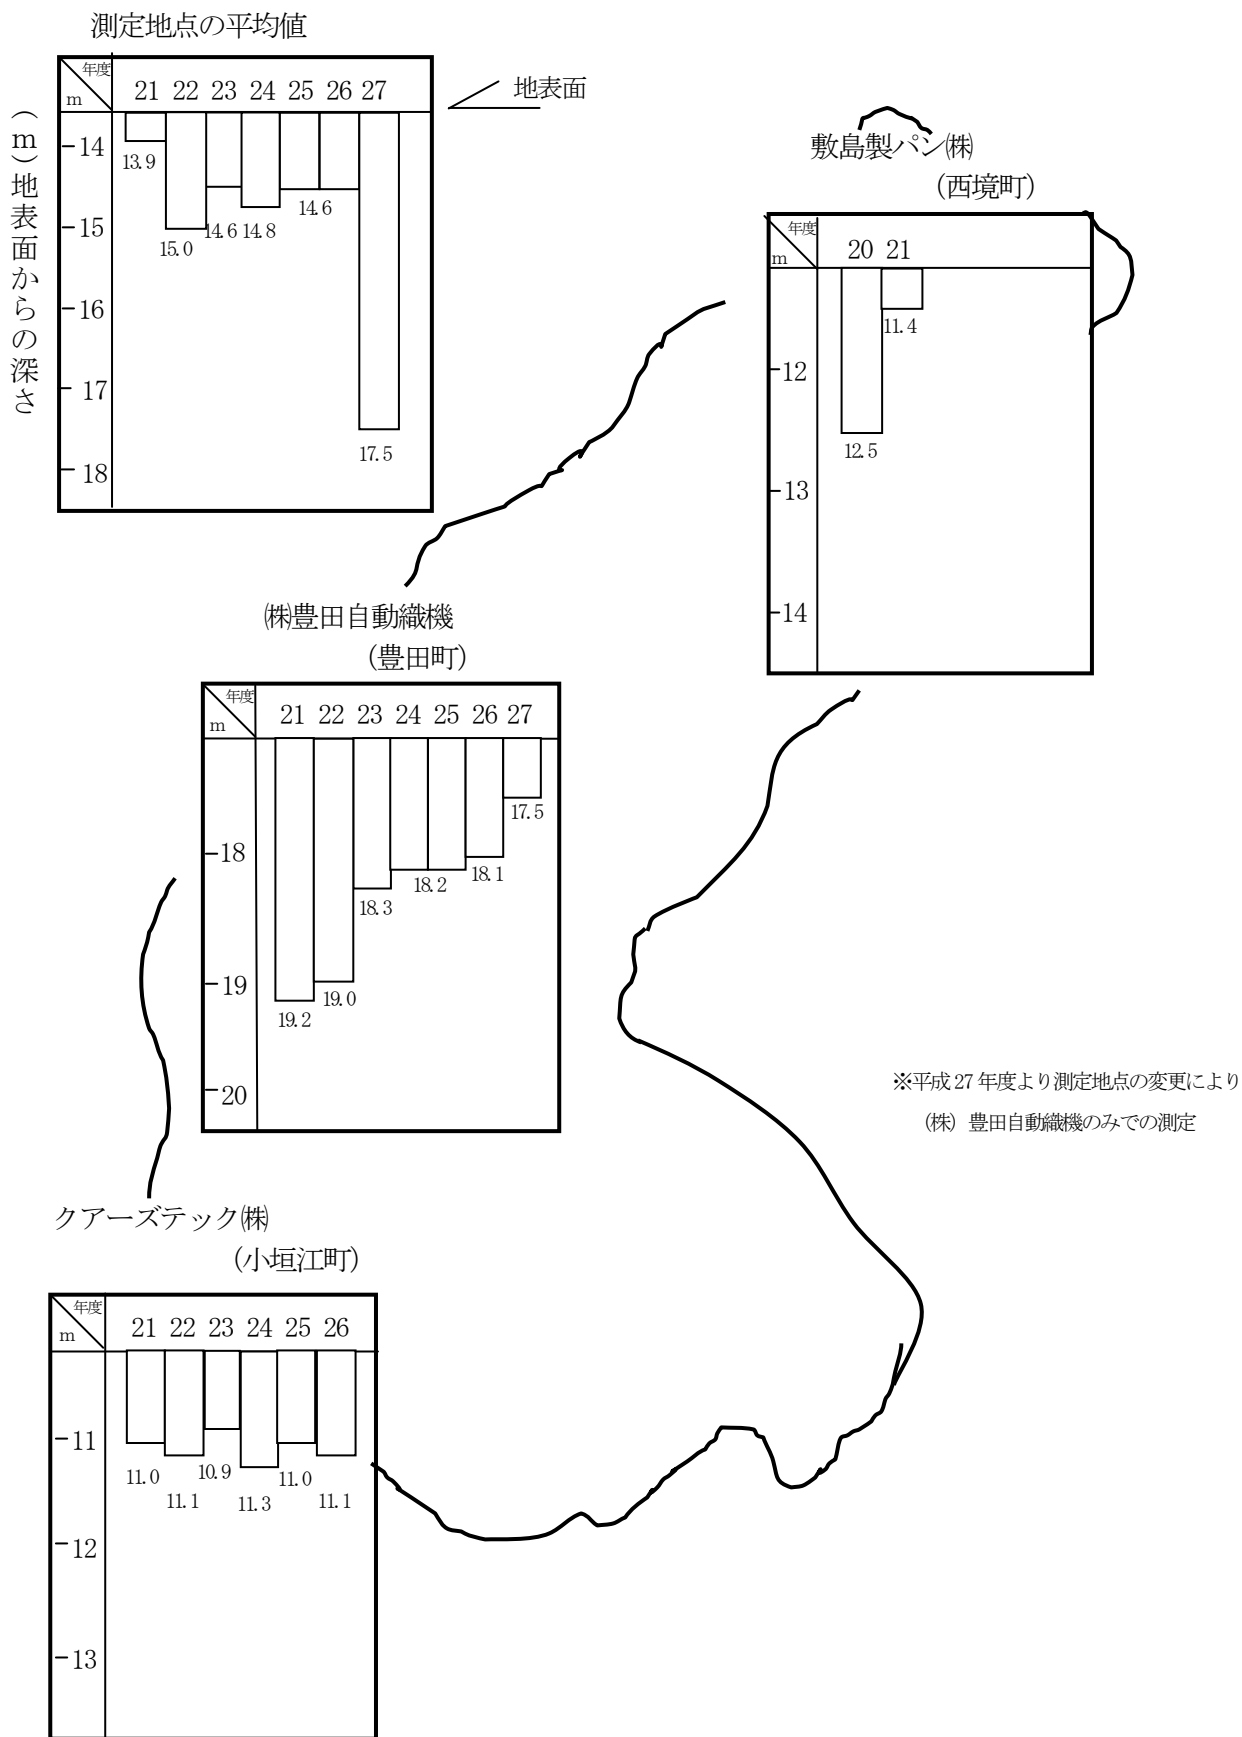 測定地点の平均値
年度
m
21 22 23 24 25 26 27
地表面
(m)地表面からの深さ
14
15
16
17
18
13.9
15.0
14.6
14.8
14.6
17.5
敷島製パン㈱
(西境町)
年度
m
20 21
12
13
14
12.5
11.4
㈱豊田自動織機
(豊田町)
年度
m
21 22 23 24 25 26 27
18
19
20
19.2
19.0
18.3
18.2
18.1
17.5
※平成 27 年度より測定地点の変更により
(株) 豊田自動織機のみでの測定
クアーズテック㈱
(小垣江町)
年度
m
21 22 23 24 25 26
11
12
13
11.0
11.1
10.9
11.3
11.0
11.1